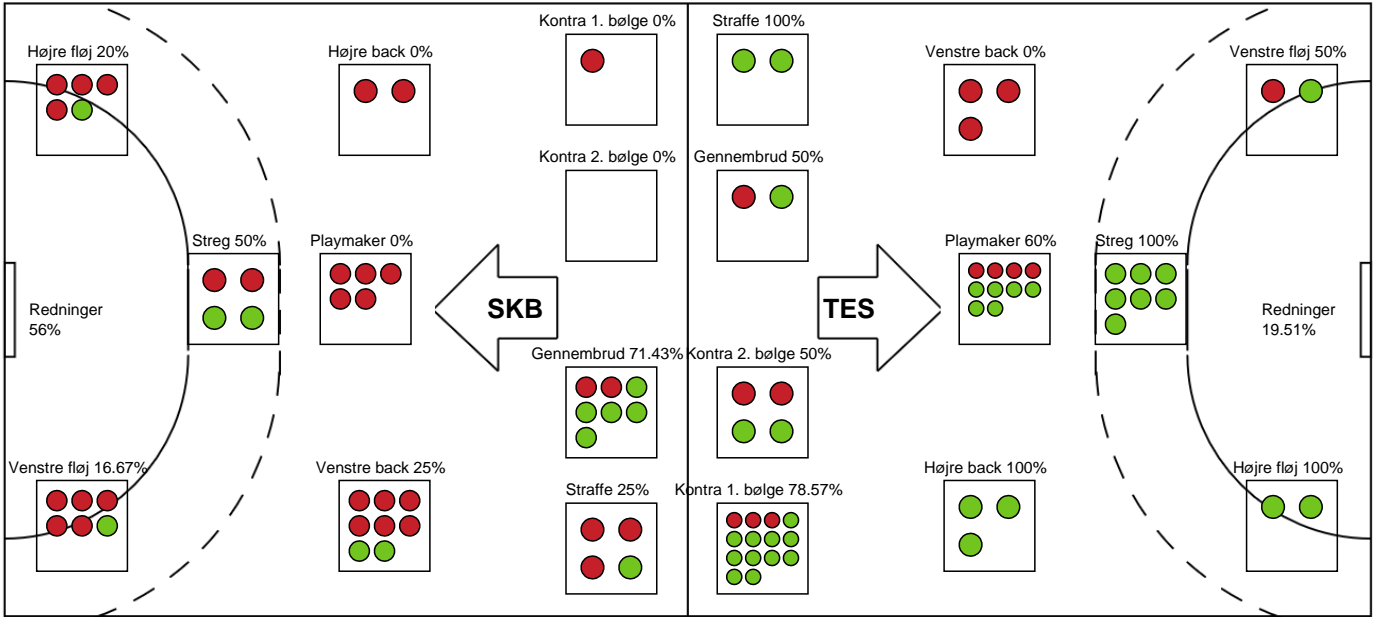 Kontra 1. bølge 0%
Straffe 100%
Højre fløj 20%
Højre back 0%
Venstre back 0%
Venstre fløj 50%
Kontra 2. bølge 0%
Gennembrud 50%
Streg 50%
Playmaker 0%
Playmaker 60%
Streg 100%
Redninger
56%
SKB
TES
Redninger
19.51%
Gennembrud 71.43%
Kontra 2. bølge 50%
Venstre fløj 16.67%
Venstre back 25%
Straffe 25%
Kontra 1. bølge 78.57%
Højre back 100%
Højre fløj 100%